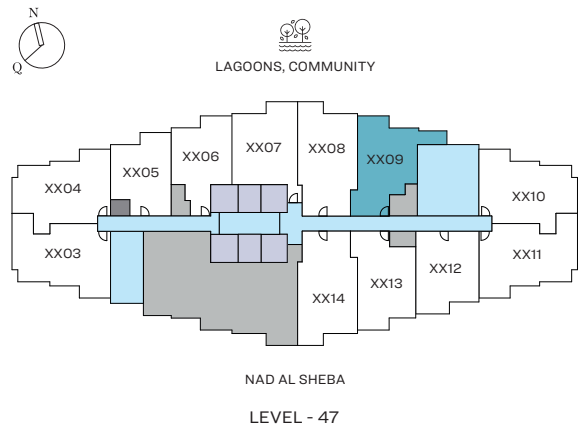 N
Q
LAGOONS, COMMUNITY
XX04
XX05
XX06
XX07
XX08
XX09
XX10
XX03
XX14
XX13
XX12
XX11
NAD AL SHEBA
LEVEL - 47